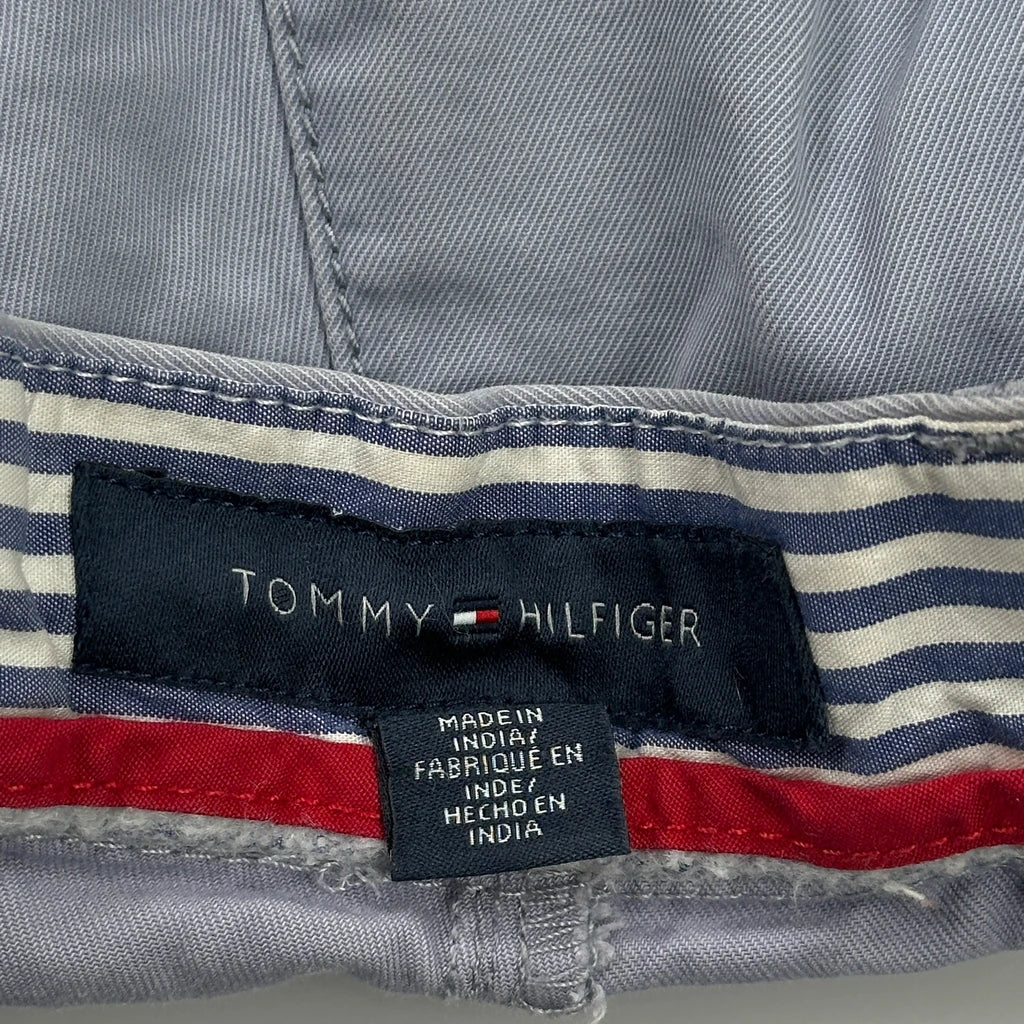 TOMMY HILFIGER
MADE IN
INDIA/
FABRIQUÉ EN
INDE/
HECHO EN
INDIA